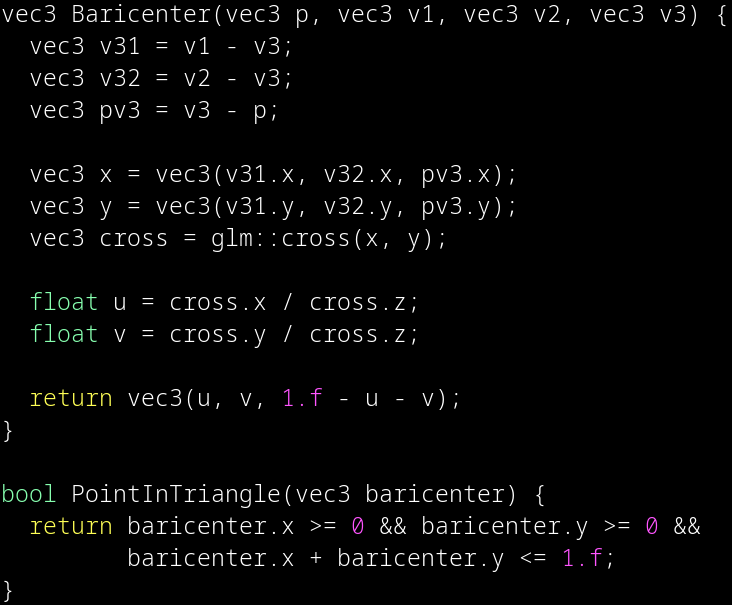 vec3 Baricenter(vec3 p, vec3 v1, vec3 v2, vec3 v3) {
  vec3 v31 = v1 - v3;
  vec3 v32 = v2 - v3;
  vec3 pv3 = v3 - p;

  vec3 x = vec3(v31.x, v32.x, pv3.x);
  vec3 y = vec3(v31.y, v32.y, pv3.y);
  vec3 cross = glm::cross(x, y);

  float u = cross.x / cross.z;
  float v = cross.y / cross.z;

  return vec3(u, v, 1.f - u - v);
}

bool PointInTriangle(vec3 baricenter) {
  return baricenter.x >= 0 && baricenter.y >= 0 &&
         baricenter.x + baricenter.y <= 1.f;
}